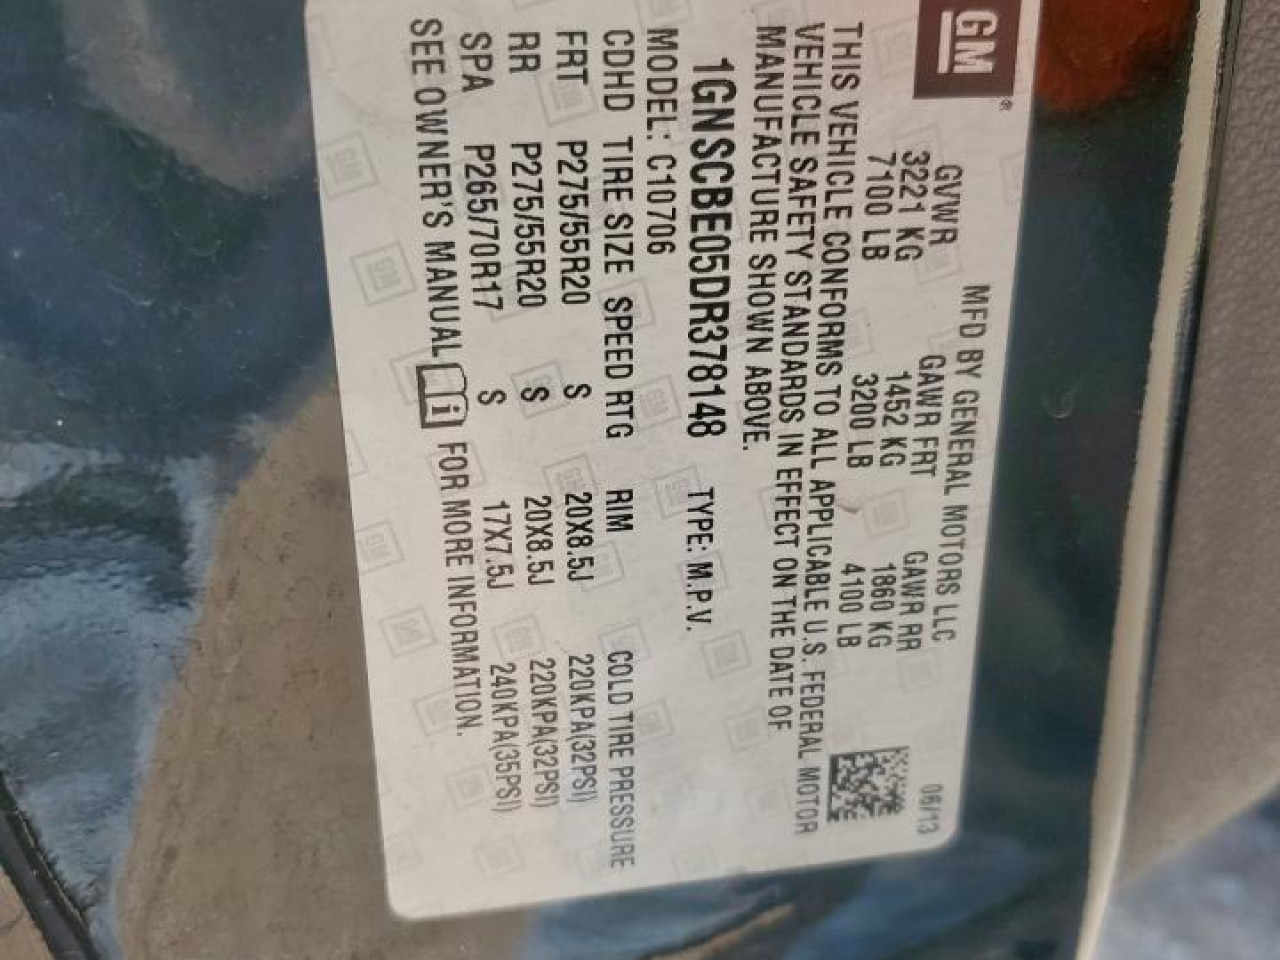 GM®
MFD BY GENERAL MOTORS LLC 06/13
GVWR GAWR FRT GAWR RR
3221 KG 1452 KG 1860 KG
7100 LB 3200 LB 4100 LB
THIS VEHICLE CONFORMS TO ALL APPLICABLE U.S. FEDERAL MOTOR
VEHICLE SAFETY STANDARDS IN EFFECT ON THE DATE OF
MANUFACTURE SHOWN ABOVE.
1GNSCBE05DR378148 TYPE: M.P.V.
MODEL: C10706
CDHD TIRE SIZE SPEED RTG RIM COLD TIRE PRESSURE
FRT P275/55R20 S 20X8.5J 220KPA(32PSI)
RR P275/55R20 S 20X8.5J 220KPA(32PSI)
SPA P265/70R17 S 17X7.5J 240KPA(35PSI)
SEE OWNER'S MANUAL i FOR MORE INFORMATION.